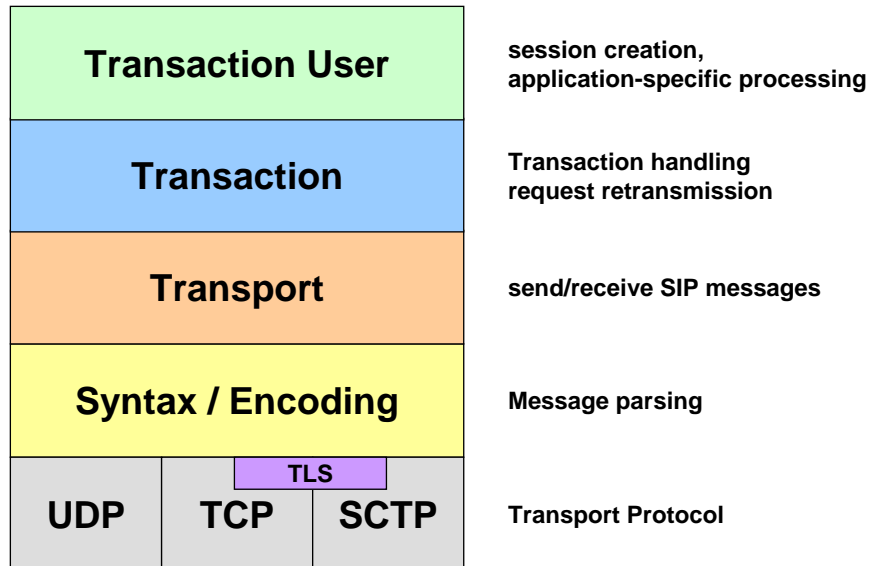 Transaction User
session creation,
application-specific processing
Transaction
Transaction handling
request retransmission
Transport
send/receive SIP messages
Syntax / Encoding
Message parsing
TLS
UDP
TCP
SCTP
Transport Protocol